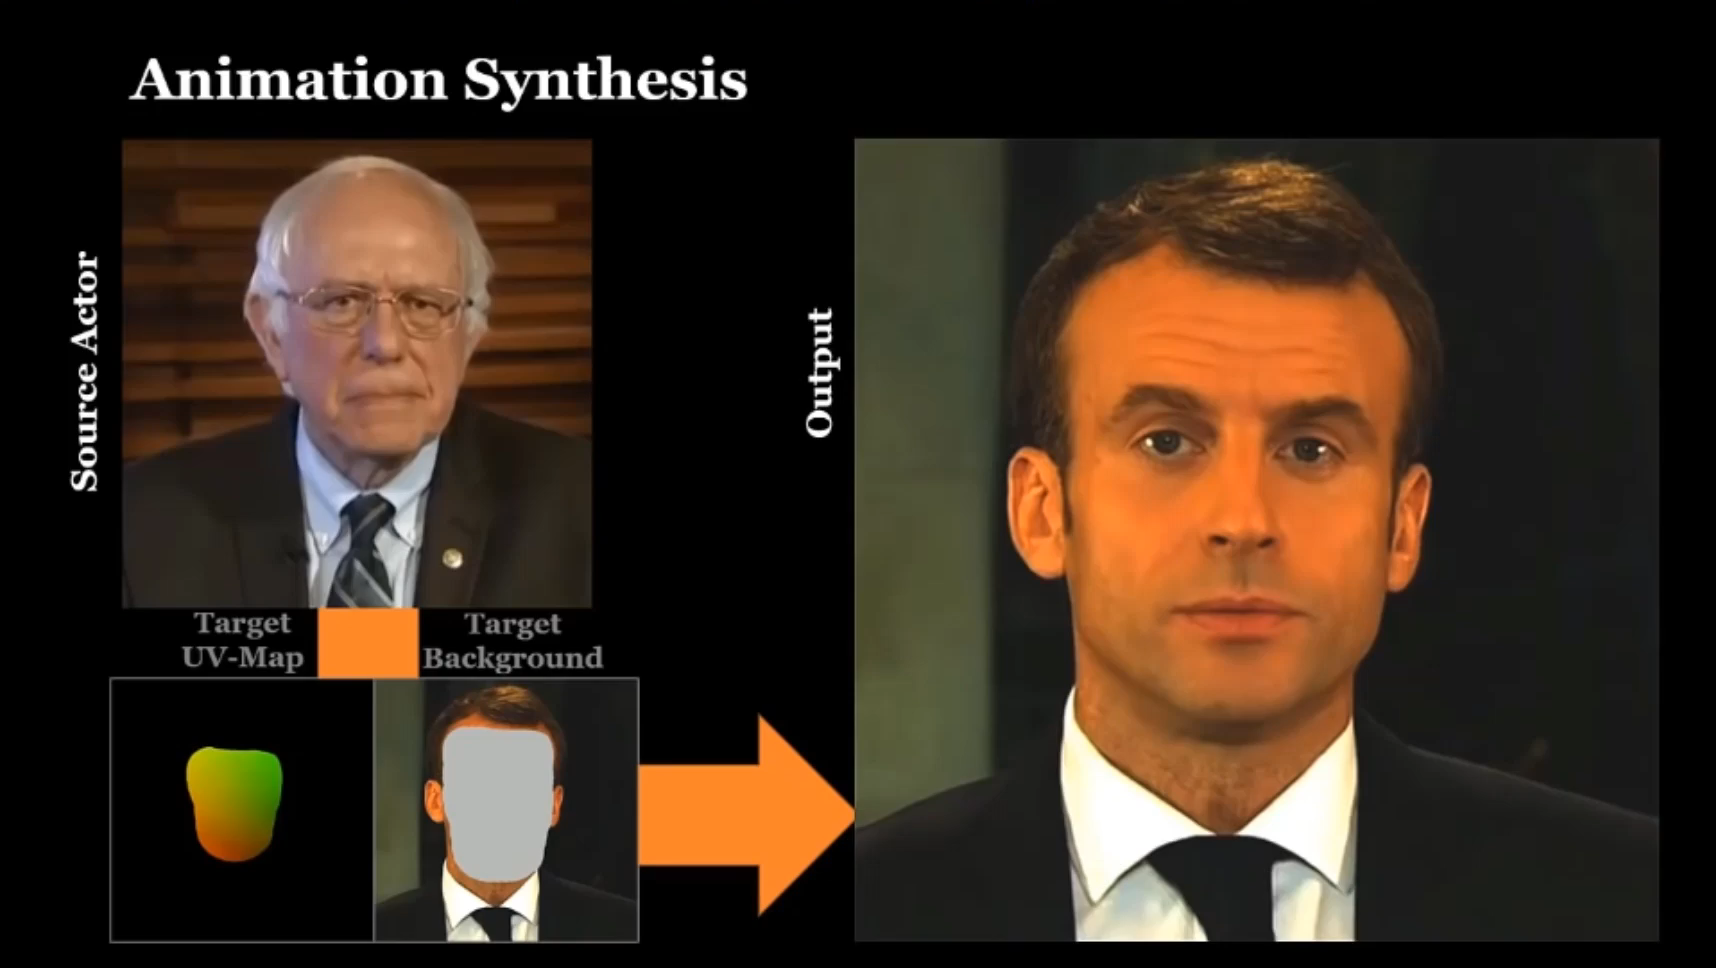 Animation Synthesis
Source Actor
Output
Target
UV-Map
Target
Background